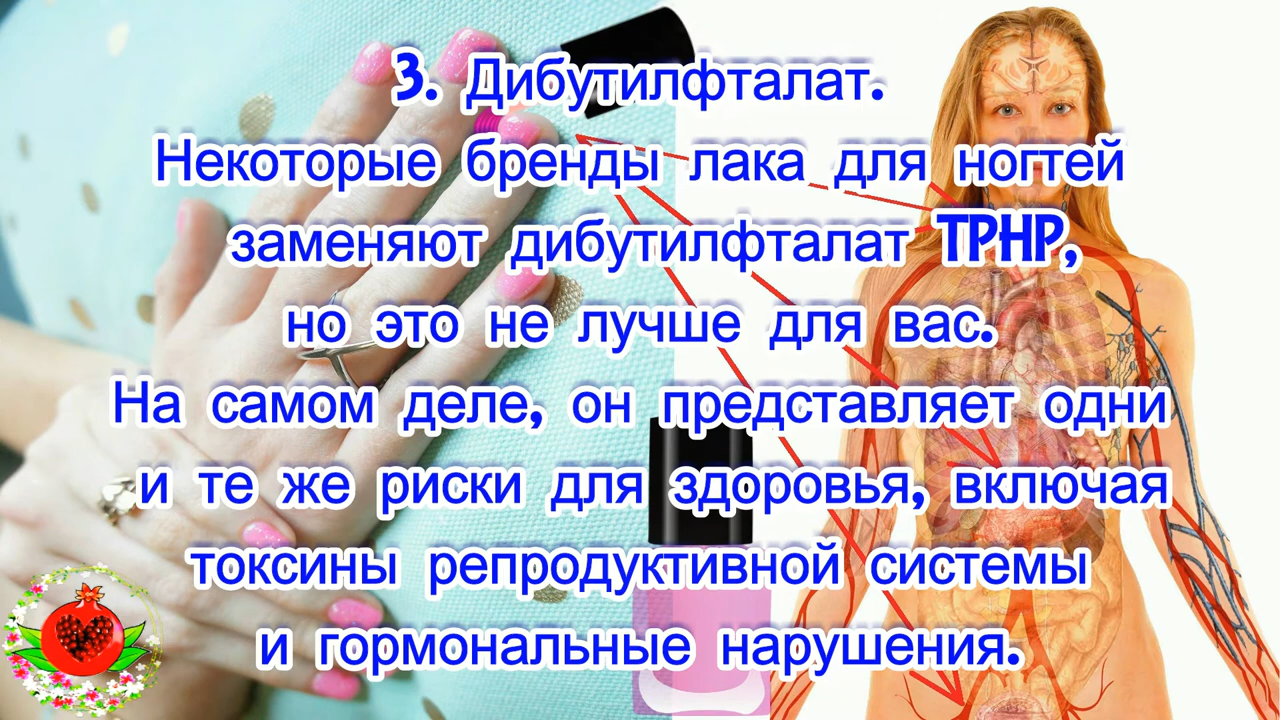 3. Дибутилфталат.
Некоторые бренды лака для ногтей
заменяют дибутилфталат TPHP,
но это не лучше для вас.
На самом деле, он представляет одни
и те же риски для здоровья, включая
токсины репродуктивной системы
и гормональные нарушения.